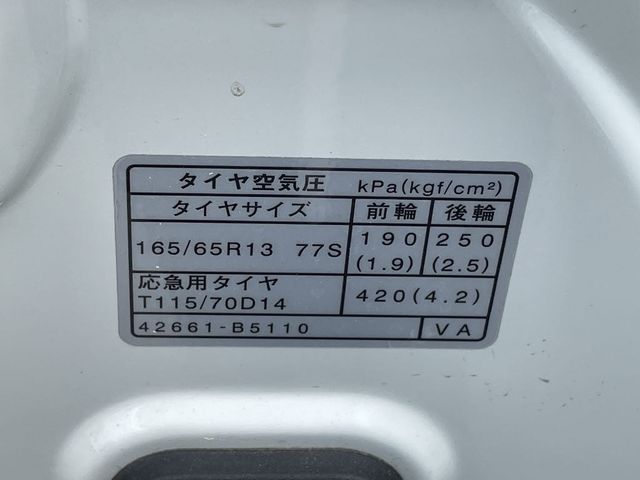 タイヤ空気圧 kPa(kgf/cm²)
タイヤサイズ 前輪 後輪
165/65R13 77S 190 250
(1.9) (2.5)
応急用タイヤ
T115/70D14 420(4.2)
42661-B5110 VA